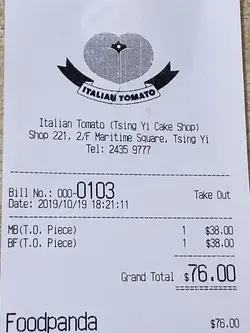 ITALIAN TOMATO
Italian Tomato (Tsing Yi Cake Shop)
Shop 221, 2/F Maritime Square, Tsing Yi
Tel: 2435 9777
Bill No.: 000-0103 Take Out
Date: 2019/10/19 18:21:11
MB(T.O. Piece) 1 $38.00
BF(T.O. Piece) 1 $38.00
Grand Total $76.00
Foodpanda $76.00